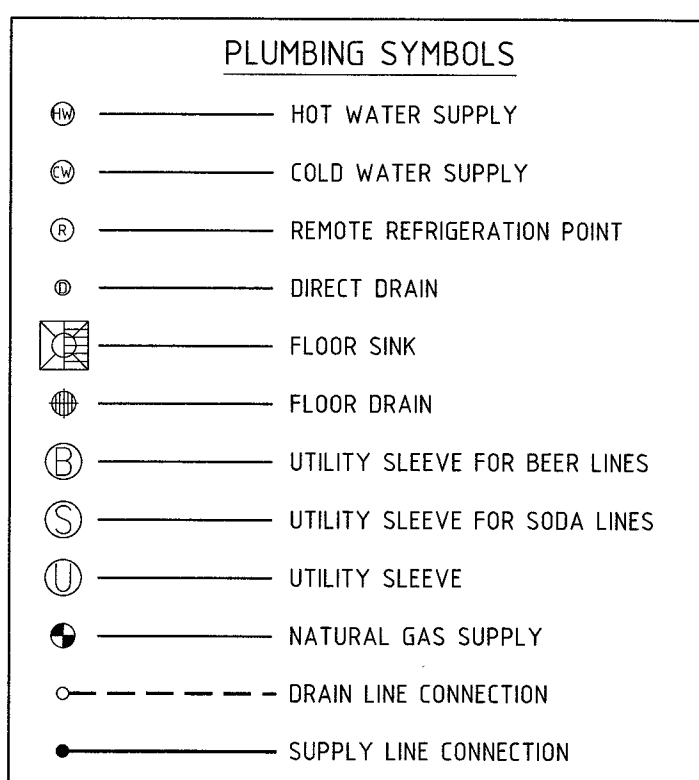 PLUMBING SYMBOLS
HW HOT WATER SUPPLY
CW COLD WATER SUPPLY
R REMOTE REFRIGERATION POINT
D DIRECT DRAIN
FLOOR SINK
FLOOR DRAIN
B UTILITY SLEEVE FOR BEER LINES
S UTILITY SLEEVE FOR SODA LINES
U UTILITY SLEEVE
NATURAL GAS SUPPLY
DRAIN LINE CONNECTION
SUPPLY LINE CONNECTION